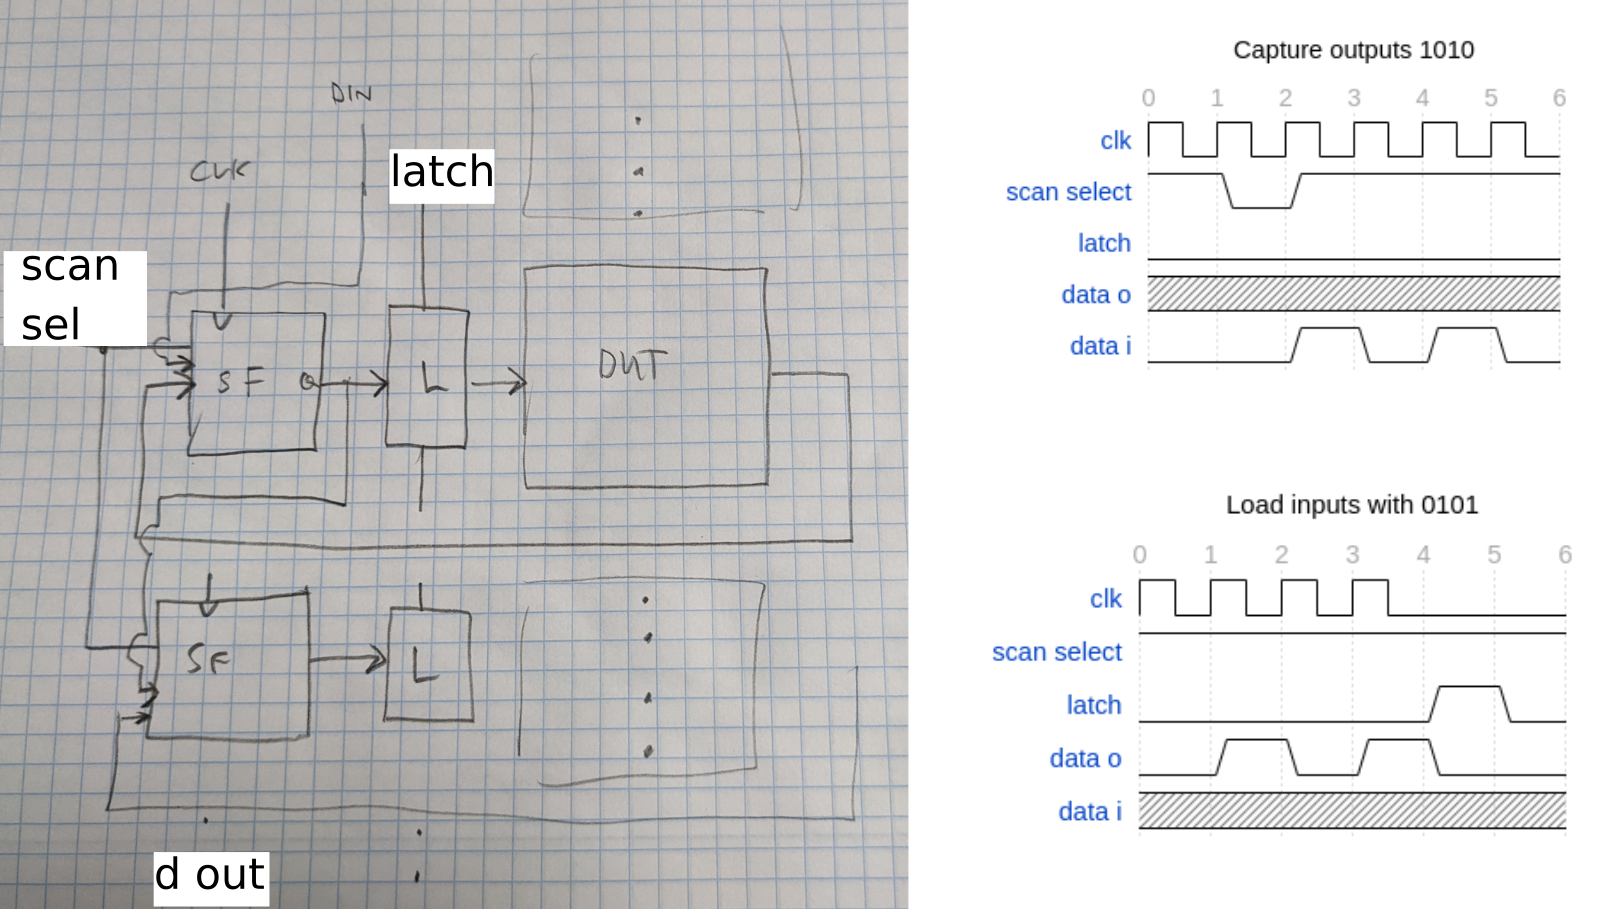 DIN
CLK
latch
scan
sel
SF
Q
L
DUT
SF
L
d out
Capture outputs 1010
0 1 2 3 4 5 6
clk
scan select
latch
data o
data i
Load inputs with 0101
0 1 2 3 4 5 6
clk
scan select
latch
data o
data i